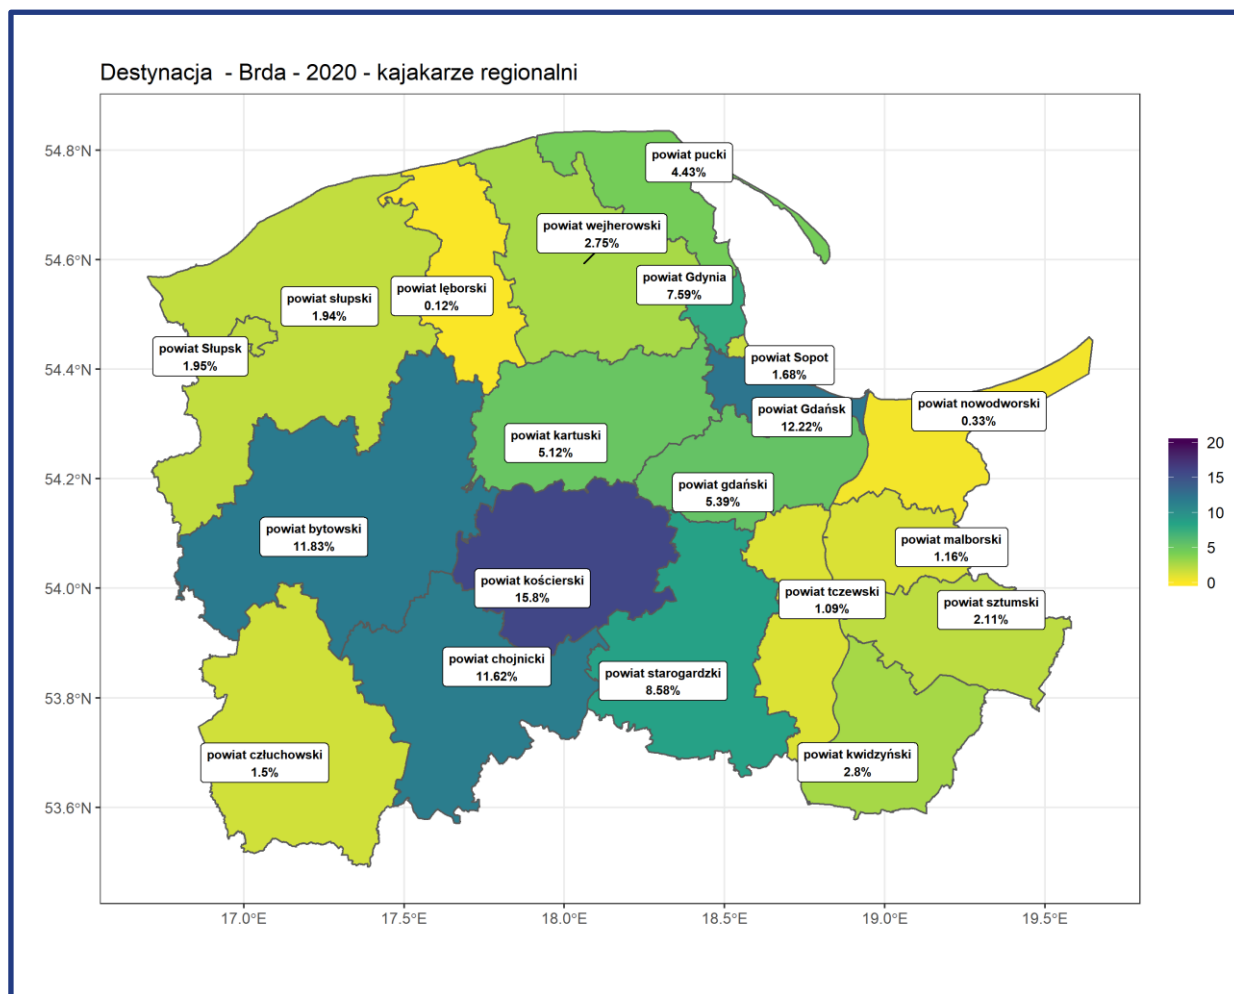 Destynacja - Brda - 2020 - kajakarze regionalni
54.8°N
54.6°N
54.4°N
54.2°N
54.0°N
53.8°N
53.6°N
powiat pucki
4.43%
powiat wejherowski
2.75%
powiat Gdynia
7.59%
powiat lęborski
0.12%
powiat słupski
1.94%
powiat Słupsk
1.95%
powiat Sopot
1.68%
powiat Gdańsk
12.22%
powiat nowodworski
0.33%
powiat kartuski
5.12%
powiat gdański
5.39%
powiat bytowski
11.83%
powiat malborski
1.16%
powiat kościerski
15.8%
powiat tczewski
1.09%
powiat sztumski
2.11%
powiat chojnicki
11.62%
powiat starogardzki
8.58%
powiat człuchowski
1.5%
powiat kwidzyński
2.8%
20
15
10
5
0
17.0°E
17.5°E
18.0°E
18.5°E
19.0°E
19.5°E